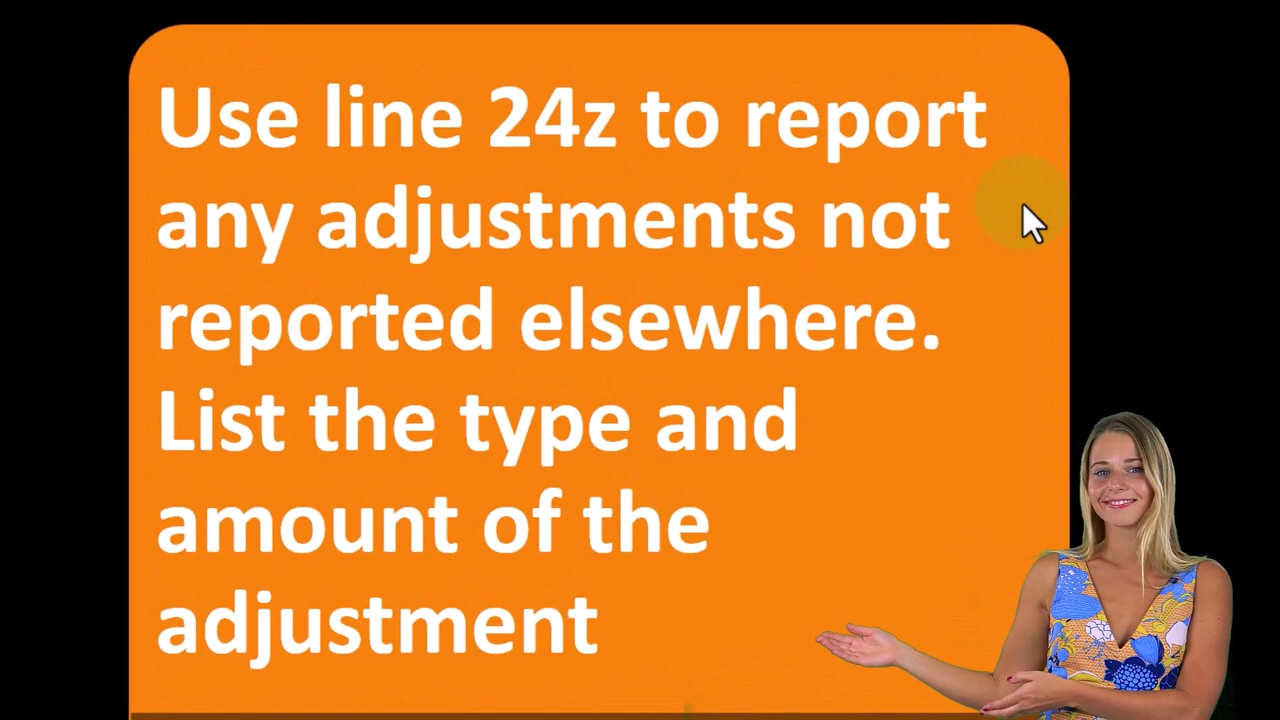 Use line 24z to report
any adjustments not
reported elsewhere.
List the type and
amount of the
adjustment